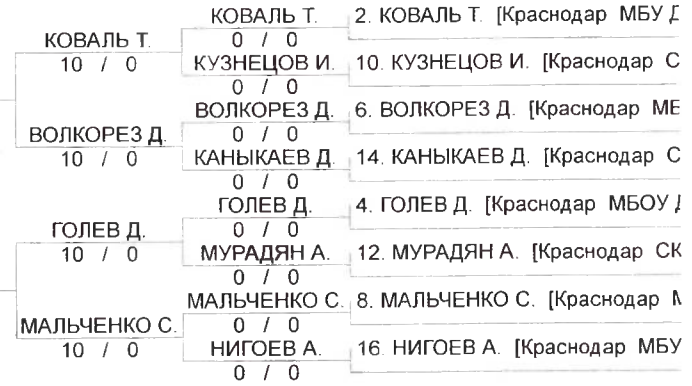 КОВАЛЬ Т. 2. КОВАЛЬ Т. [Краснодар МБУ
КОВАЛЬ Т. 0 / 0
10 / 0 КУЗНЕЦОВ И. 10. КУЗНЕЦОВ И. [Краснодар С
0 / 0
ВОЛКОРЕЗ Д. 6. ВОЛКОРЕЗ Д. [Краснодар
ВОЛКОРЕЗ Д. 0 / 0
10 / 0 КАНЫКАЕВ Д. 14. КАНЫКАЕВ Д. [Краснодар С
0 / 0
ГОЛЕВ Д. 4. ГОЛЕВ Д. [Краснодар МБОУ
ГОЛЕВ Д. 0 / 0
10 / 0 МУРАДЯН А. 12. МУРАДЯН А. [Краснодар СК
0 / 0
МАЛЬЧЕНКО С. 8. МАЛЬЧЕНКО С. [Краснодар
МАЛЬЧЕНКО С. 0 / 0
10 / 0 НИГОЕВ А. 16. НИГОЕВ А. [Краснодар МБУ
0 / 0